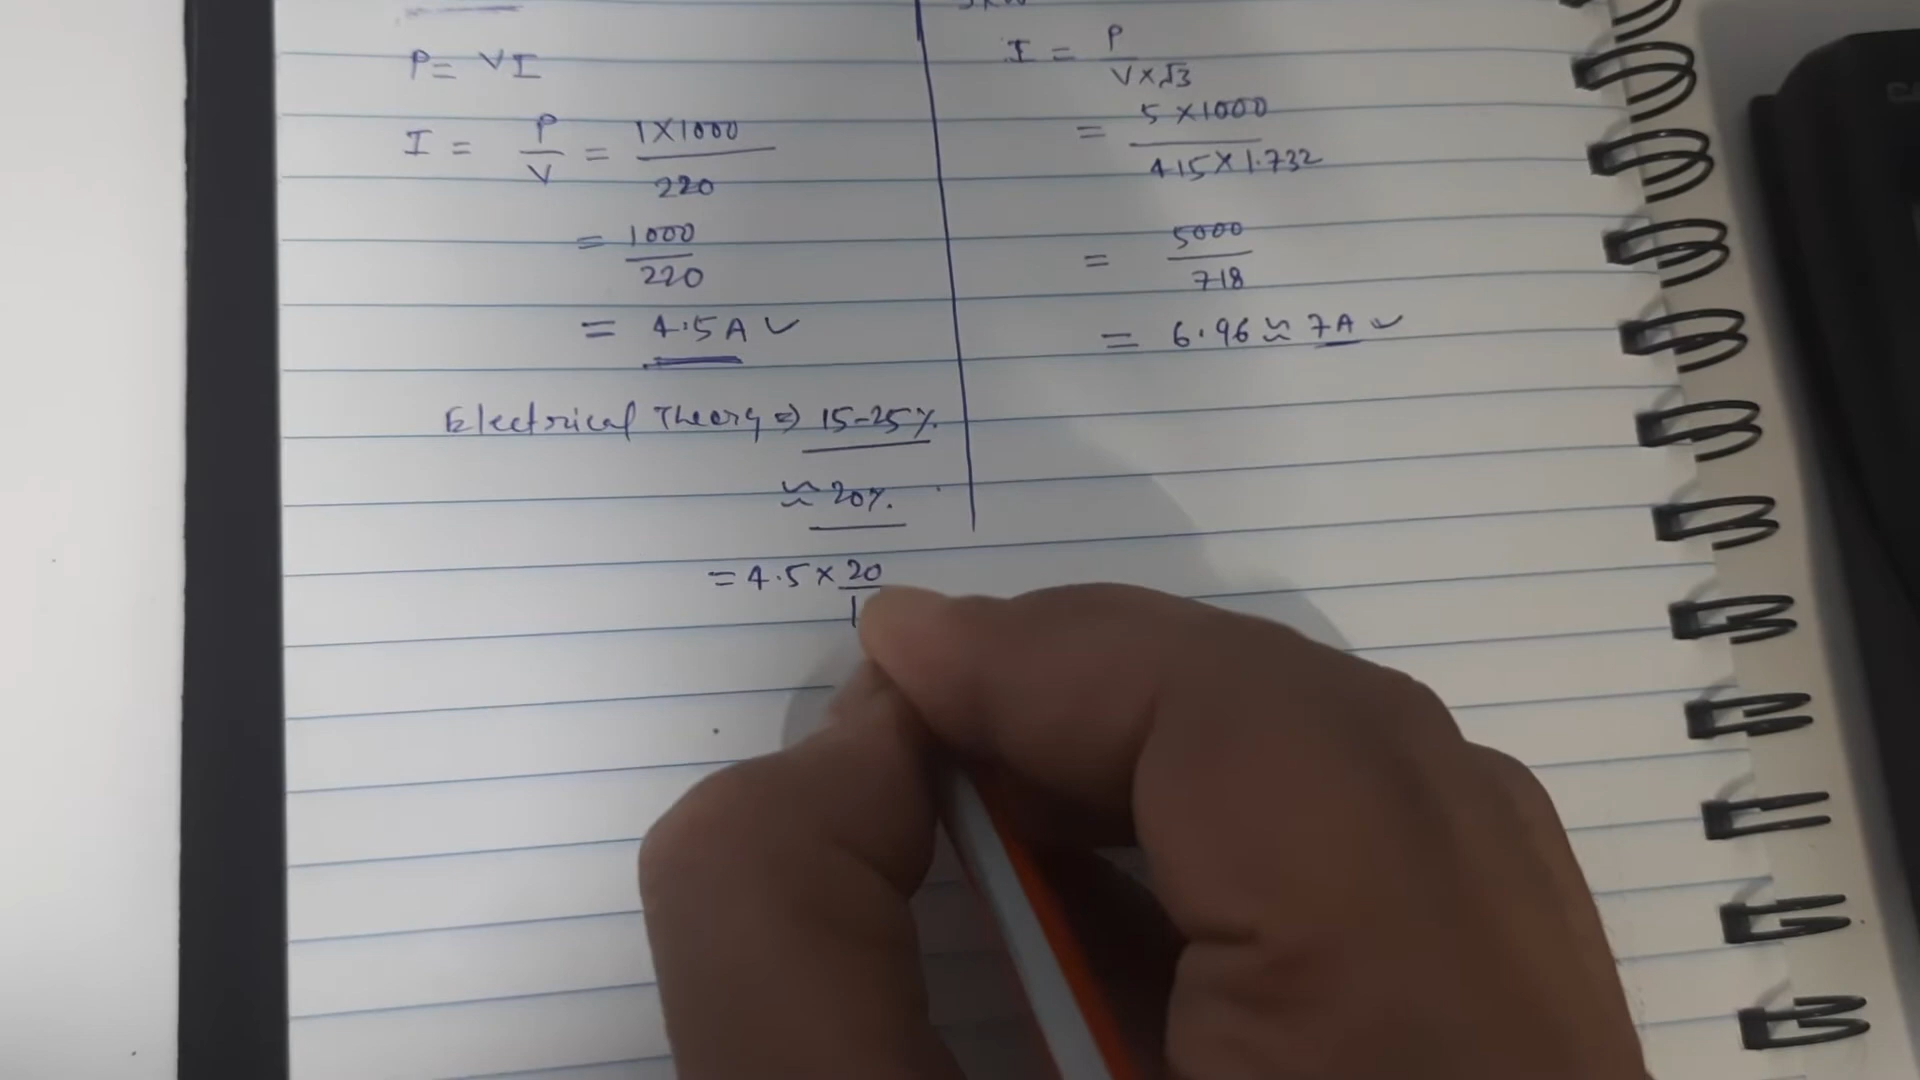 P = VI
I = P/V = 1X1000/220
= 1000/220
= 4.5A ✓
Electrical Theory ⇒ 15-25%.
≈ 20%.
= 4.5 × 20/1
I = P/V×√3
= 5 ×1000/415×1.732
= 5000/718
= 6.96 ≈ 7A ✓